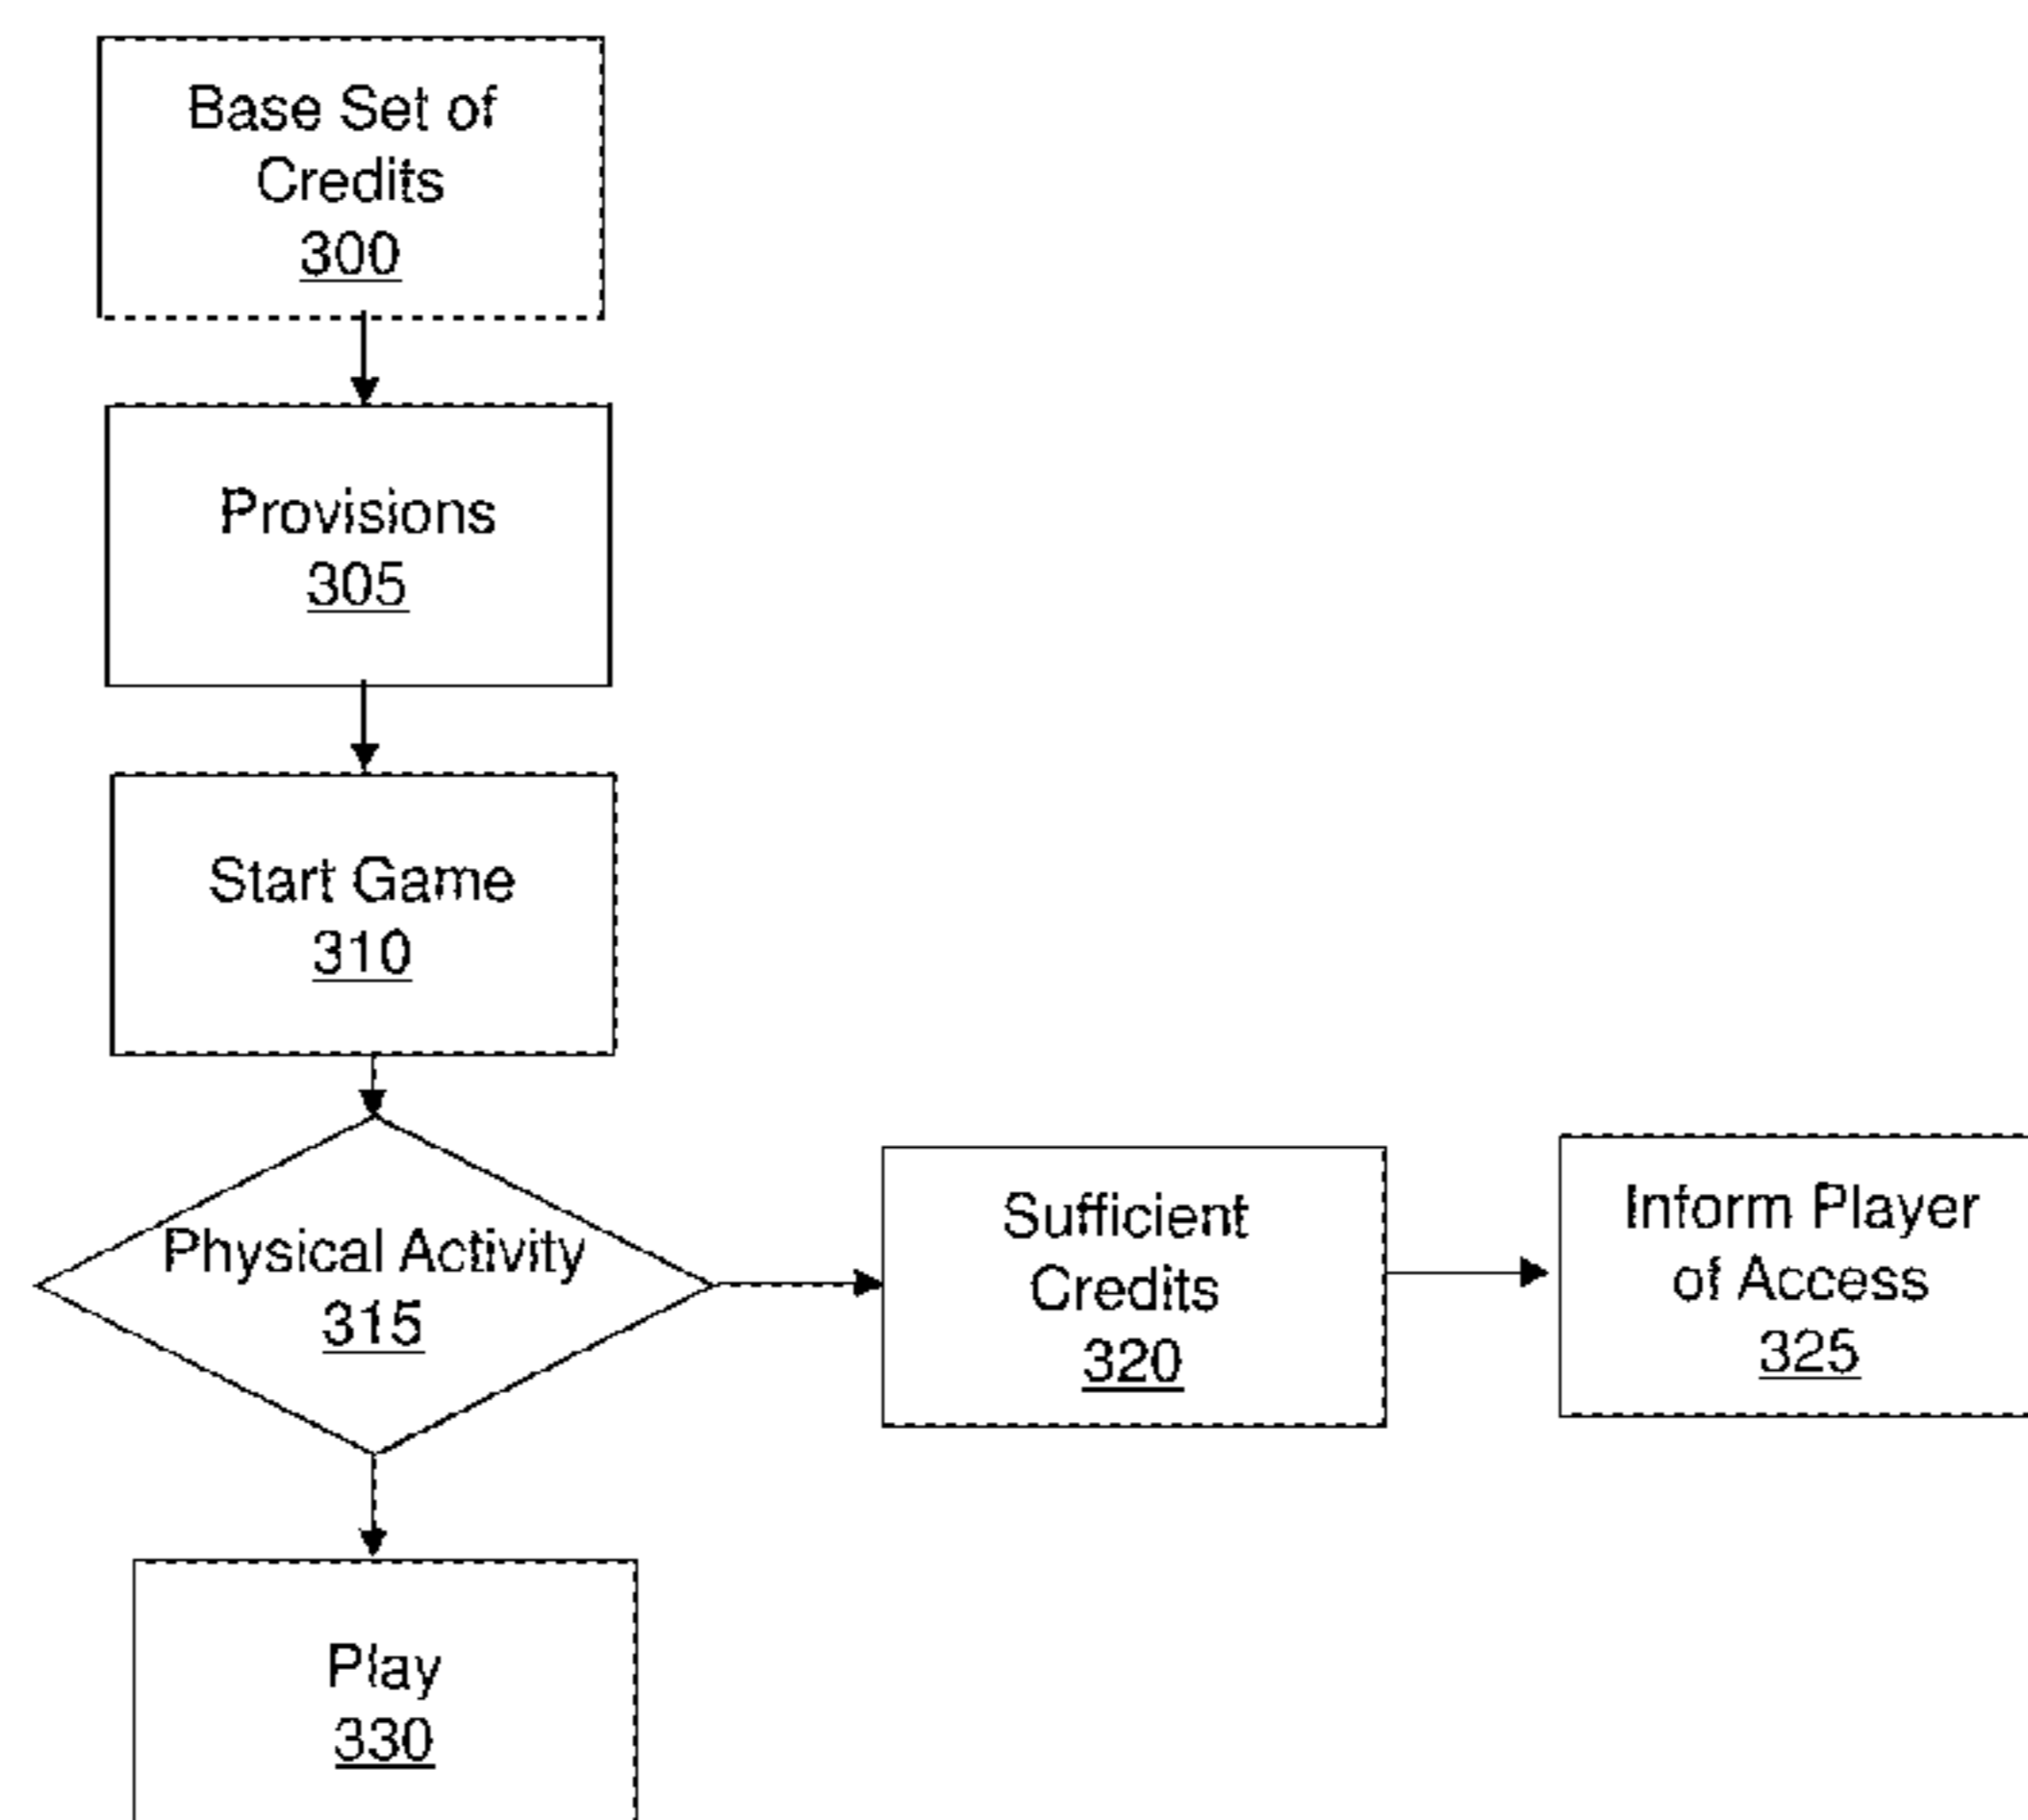 Base Set of
Credits
300
Provisions
305
Start Game
310
Physical Activity
315
Sufficient
Credits
320
Inform Player
of Access
325
Play
330